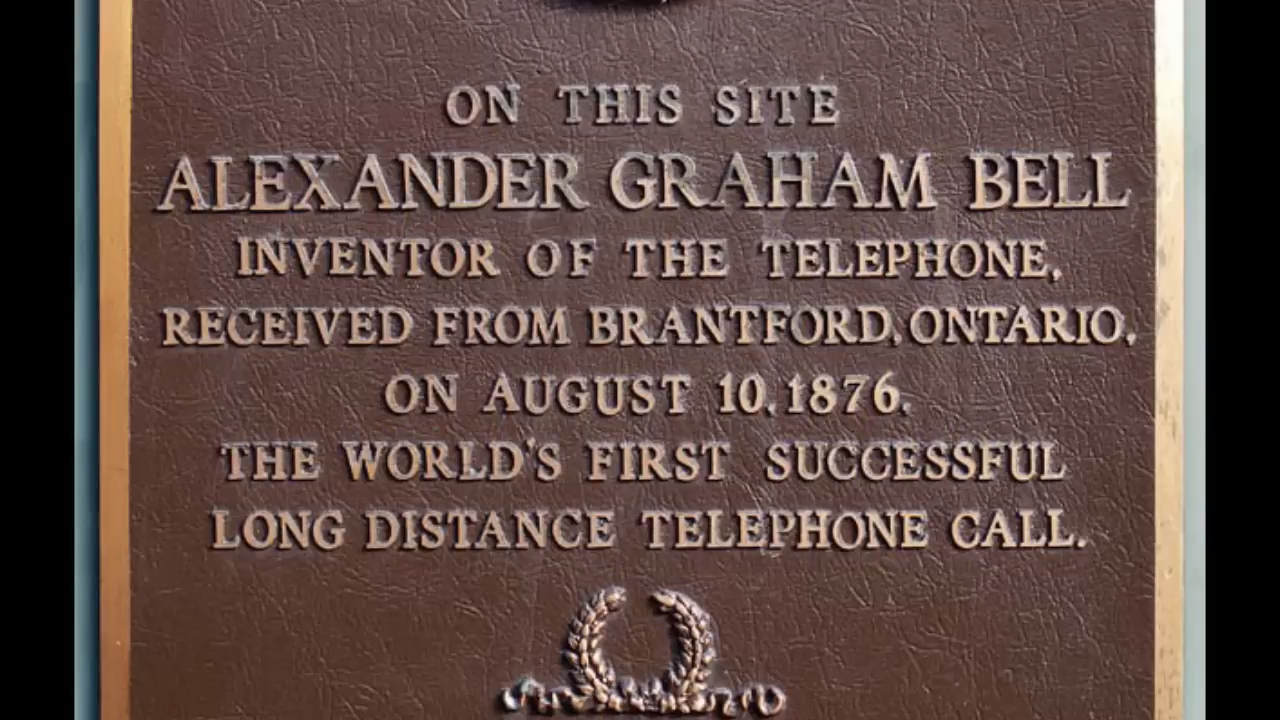 ON THIS SITE
ALEXANDER GRAHAM BELL
INVENTOR OF THE TELEPHONE,
RECEIVED FROM BRANTFORD, ONTARIO,
ON AUGUST 10, 1876,
THE WORLD'S FIRST SUCCESSFUL
LONG DISTANCE TELEPHONE CALL.